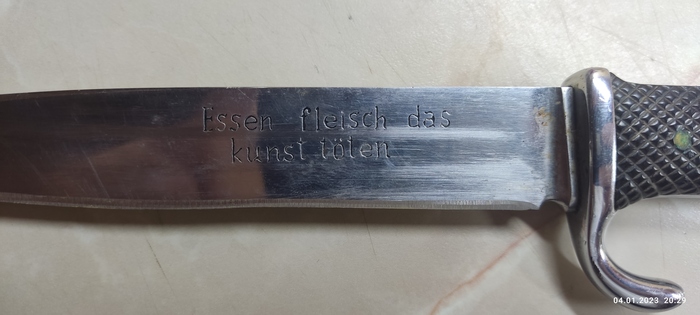 Essen fleisch das
kunst töten
04.01.2023 20:29